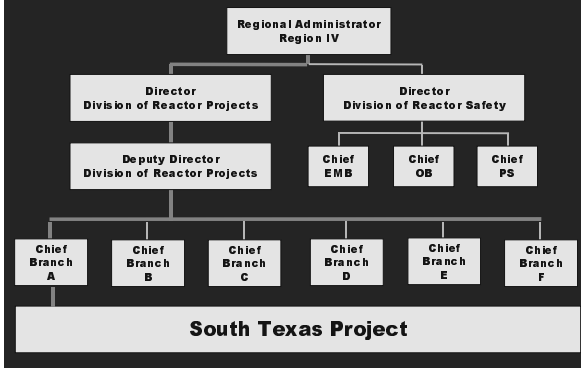 Regional Administrator
Region IV
Director
Division of Reactor Projects
Director
Division of Reactor Safety
Deputy Director
Division of Reactor Projects
Chief
EMB
Chief
OB
Chief
PS
Chief
Branch
A
Chief
Branch
B
Chief
Branch
C
Chief
Branch
D
Chief
Branch
E
Chief
Branch
F
South Texas Project